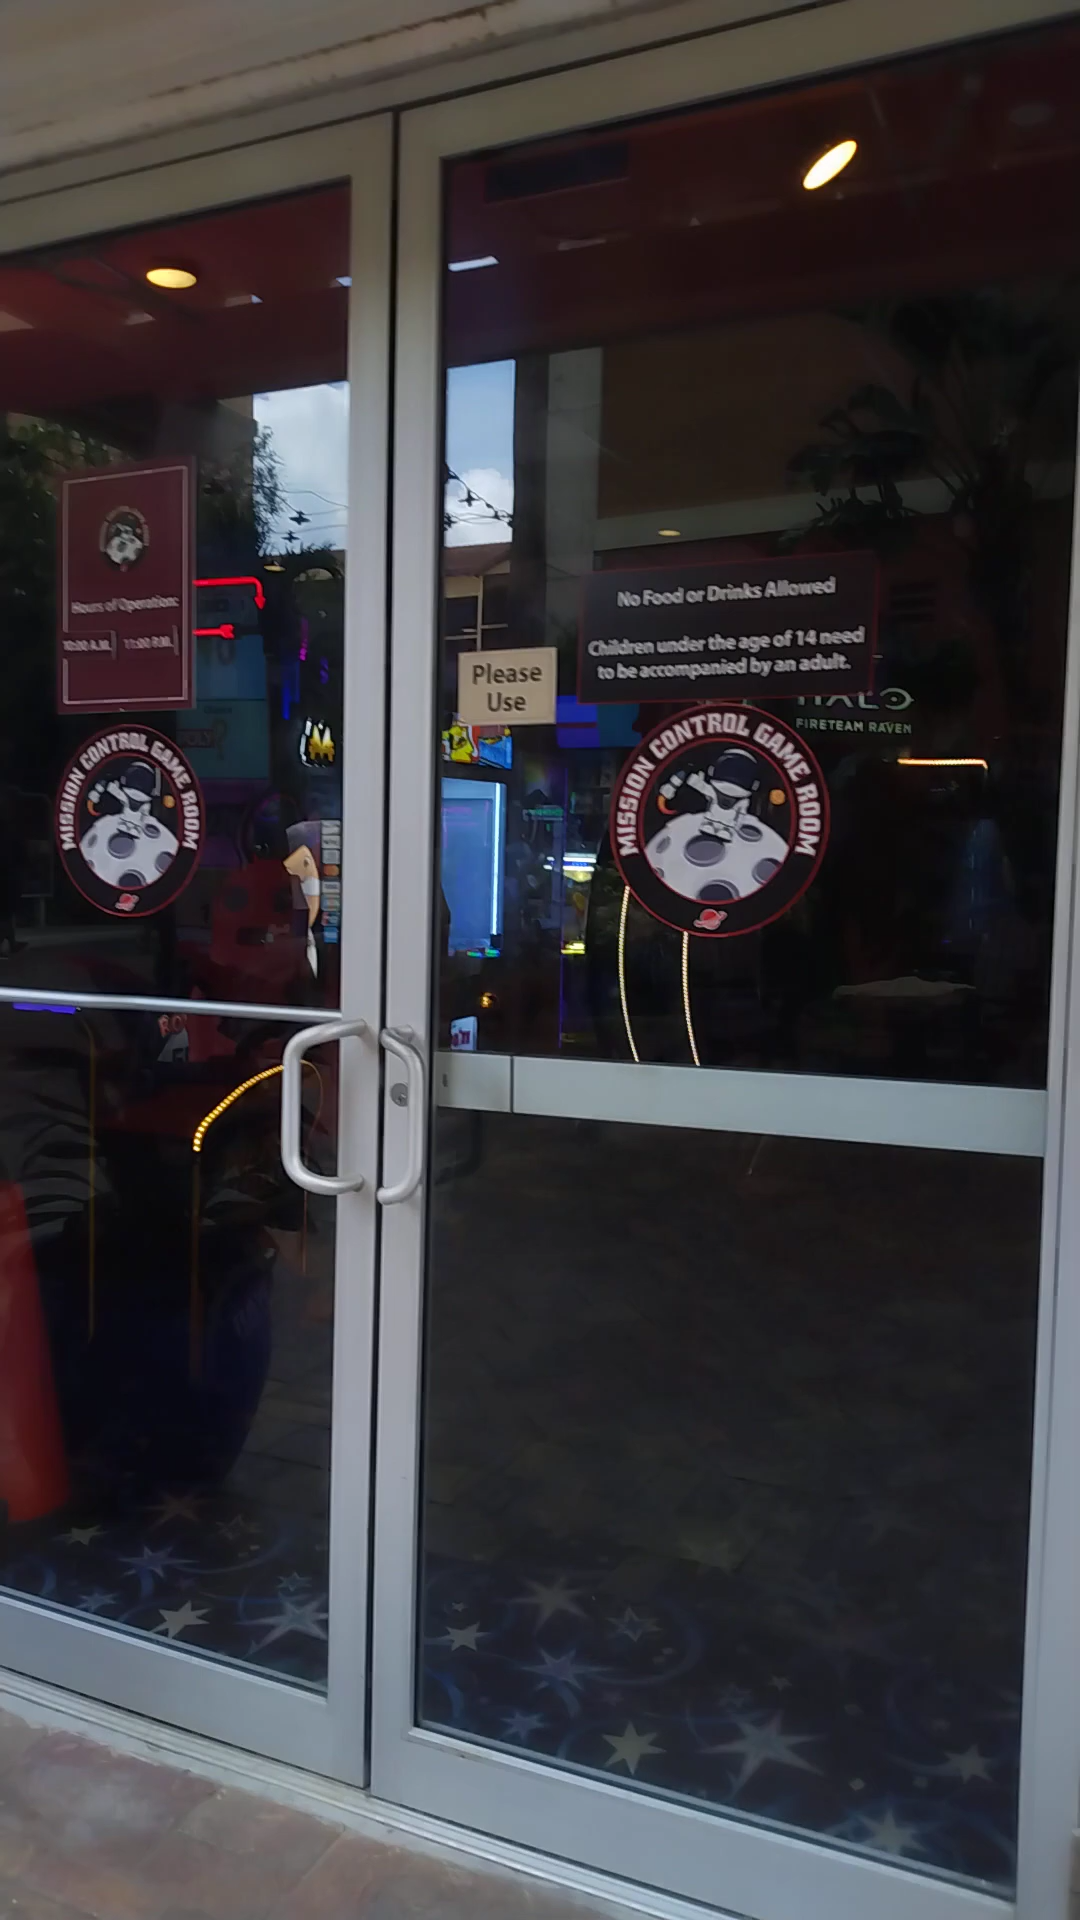 Hours of Operation:
10:00 A.M. 11:00 P.M.
MISSION CONTROL GAME ROOM
Please
Use
No Food or Drinks Allowed
Children under the age of 14 need
to be accompanied by an adult.
HALO
FIRETEAM RAVEN
MISSION CONTROL GAME ROOM